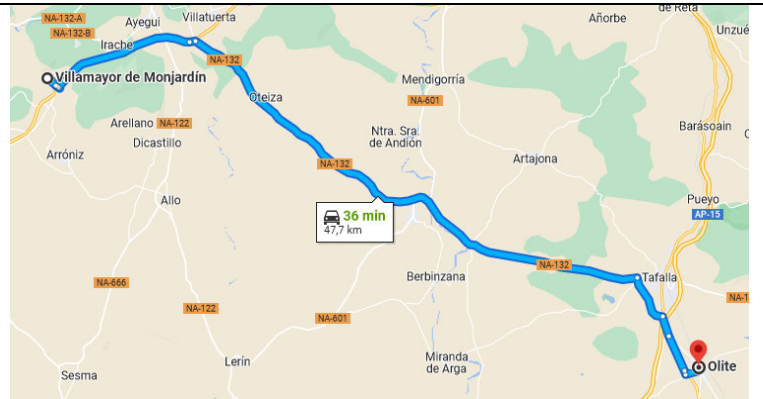 NA-132-A
Ayegui
Villatuerta
Añorbe
de Reta
NA-132-B
Irache
Unzué
NA-132
Villamayor de Monjardín
Oteiza
Mendigorría
NA-601
Arellano
NA-122
Dicastillo
Ntra. Sra.
de Andión
Barásoain
Arróniz
NA-132
Artajona
Allo
Pueyo
36 min
47,7 km
AP-15
NA-132
Tafalla
Berbinzana
NA-666
NA-122
NA-1
NA-601
Lerín
Miranda
de Arga
Olite
Sesma